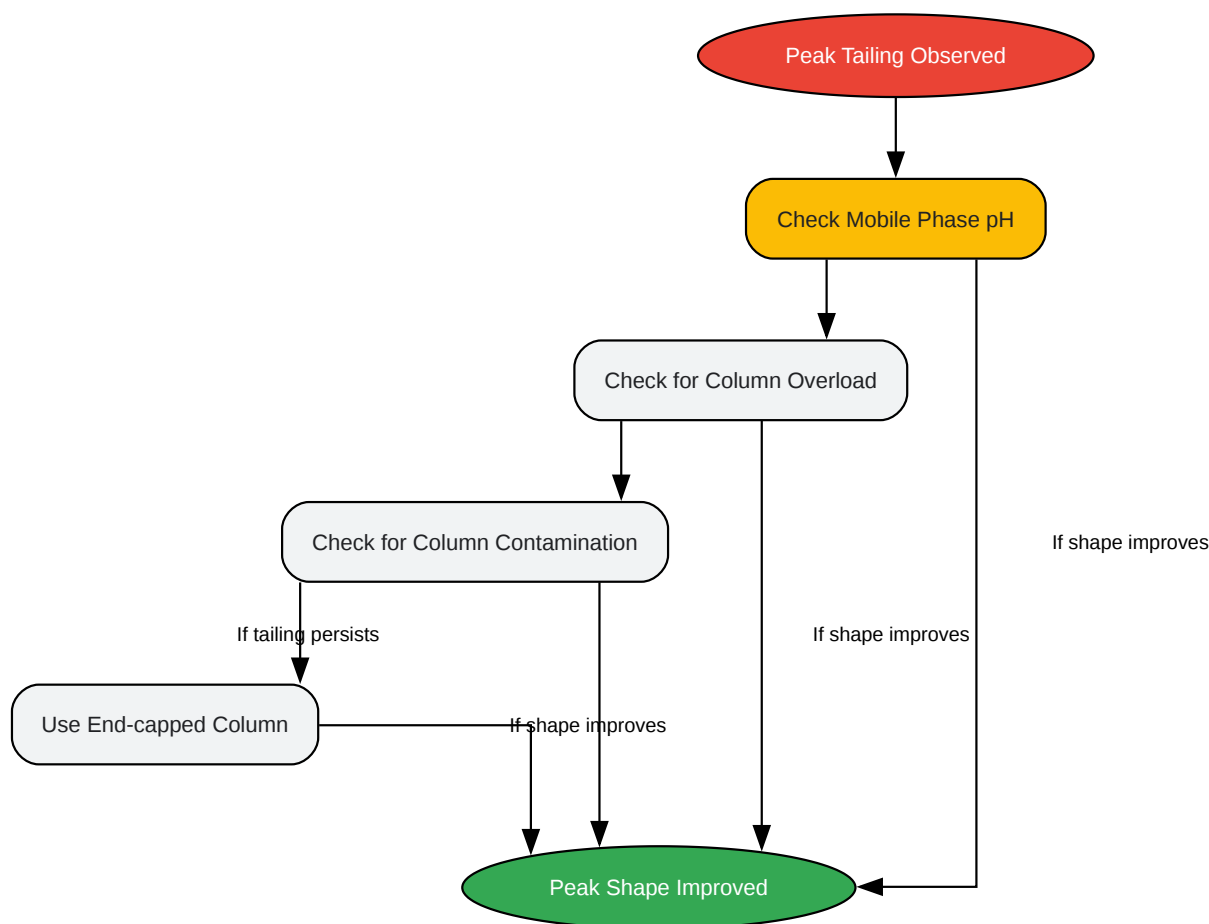 Peak Tailing Observed
Check Mobile Phase pH
Check for Column Overload
Check for Column Contamination
If shape improves
If tailing persists
If shape improves
Use End-capped Column
If shape improves
Peak Shape Improved